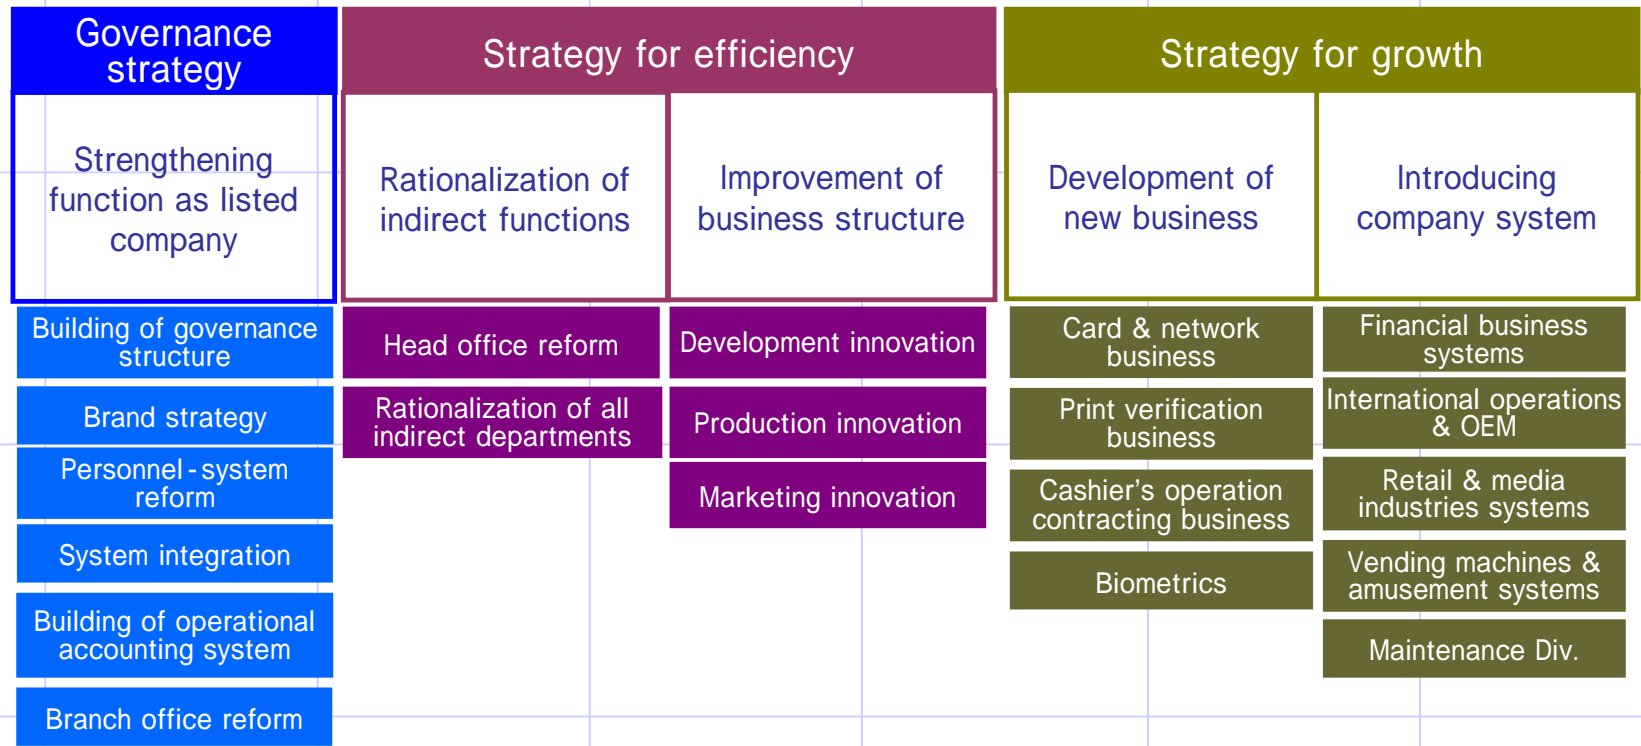 Governance
strategy
Strategy for efficiency
Strategy for growth
Strengthening
function as listed
company
Rationalization of
indirect functions
Improvement of
business structure
Development of
new business
Introducing
company system
Building of governance
structure
Brand strategy
Personnel-system
reform
System integration
Building of operational
accounting system
Branch office reform
Head office reform
Rationalization of all
indirect departments
Development innovation
Production innovation
Marketing innovation
Card & network
business
Print verification
business
Cashier's operation
contracting business
Biometrics
Financial business
systems
International operations
& OEM
Retail & media
industries systems
Vending machines &
amusement systems
Maintenance Div.